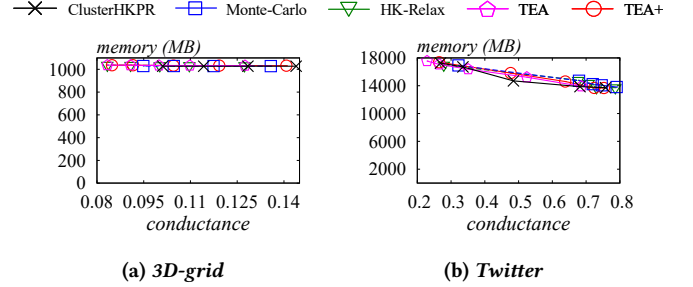 ClusterHKPR Monte-Carlo HK-Relax TEA TEA+
memory (MB) memory (MB)
1000 18000
800 14000
600 10000
400 6000
200 2000
0
0.08 0.095 0.11 0.125 0.14 0.2 0.3 0.4 0.5 0.6 0.7 0.8
conductance conductance
(a) 3D-grid (b) Twitter